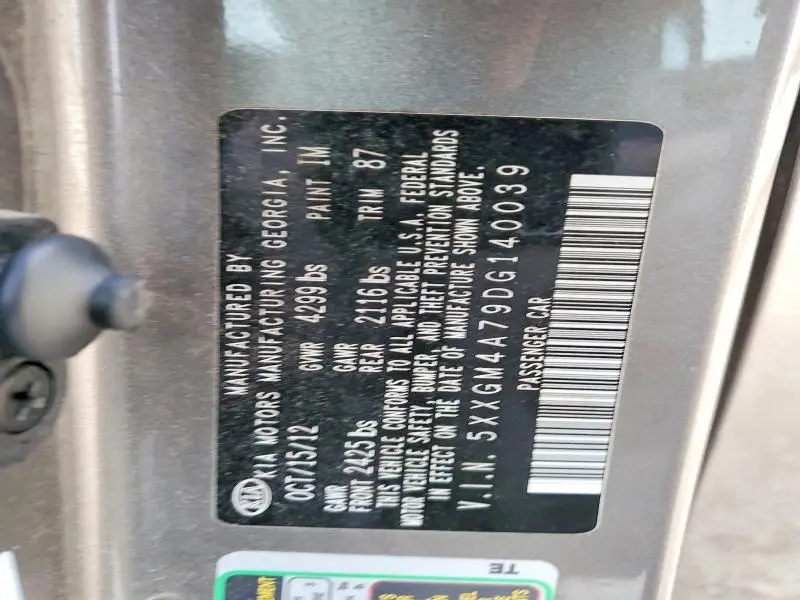 MANUFACTURED BY
KIA KIA MOTORS MANUFACTURING GEORGIA, INC.
OCT/15/12 GVWR 4299 lbs PAINT IM
GAWR GAWR
FRONT 2425 lbs REAR 2116 lbs TRIM 87
THIS VEHICLE CONFORMS TO ALL APPLICABLE U.S.A. FEDERAL
MOTOR VEHICLE SAFETY, BUMPER, AND THEFT PREVENTION STANDARDS
IN EFFECT ON THE DATE OF MANUFACTURE SHOWN ABOVE.
V.I.N. 5XXGM4A79DG140039
PASSENGER CAR
TE